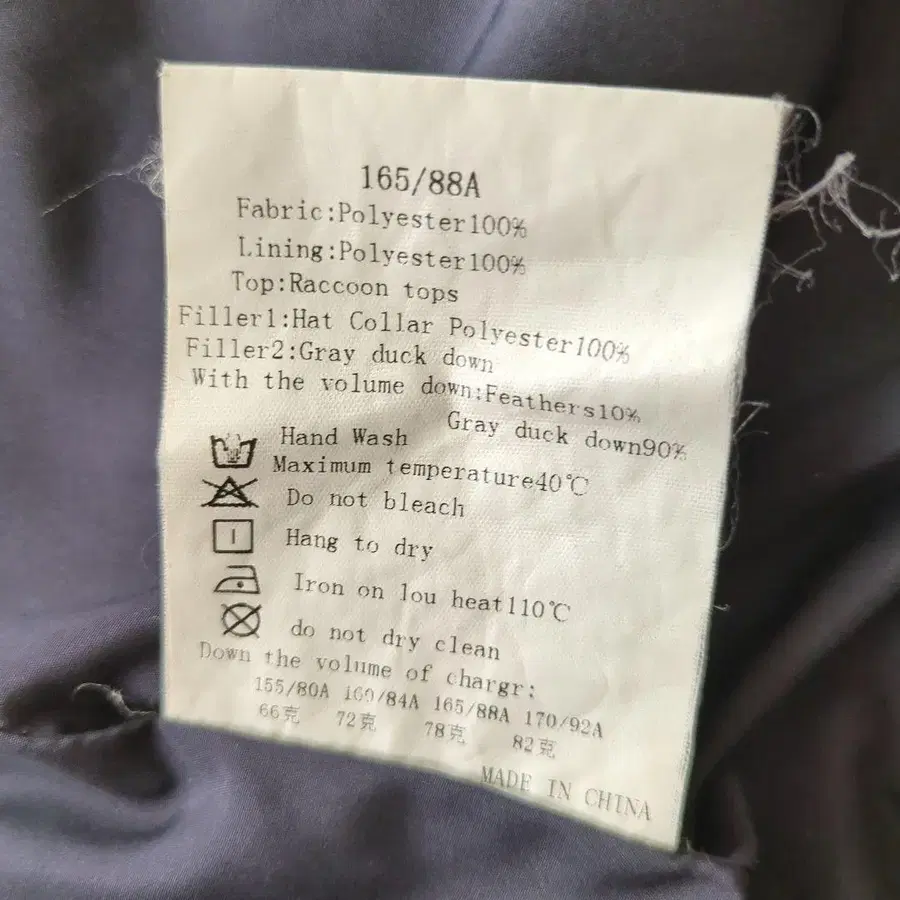 165/88A
Fabric:Polyester100%
Lining:Polyester100%
Top:Raccoon tops
Filler1:Hat Collar Polyester100%
Filler2:Gray duck down
With the volume down:Feathers10%
Gray duck down90%
Hand Wash
Maximum temperature40℃
Do not bleach
Hang to dry
Iron on lou heat110℃
do not dry clean
Down the volume of chargr:
155/80A 160/84A 165/88A 170/92A
66克 72克 78克 82克
MADE IN CHINA